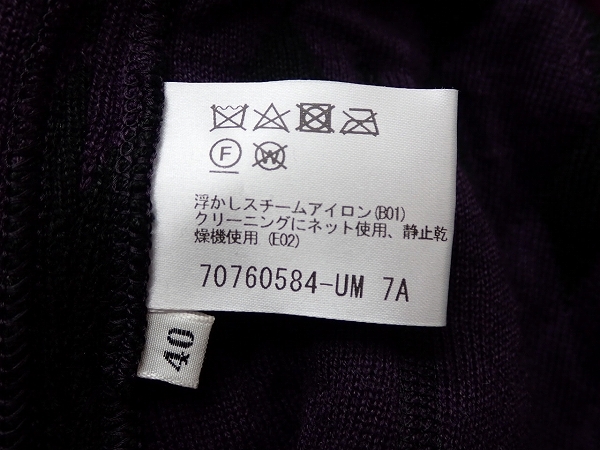 F
W
浮かしスチームアイロン(B01)
クリーニングにネット使用、静止乾
燥機使用(E02)
70760584-UM 7A
40